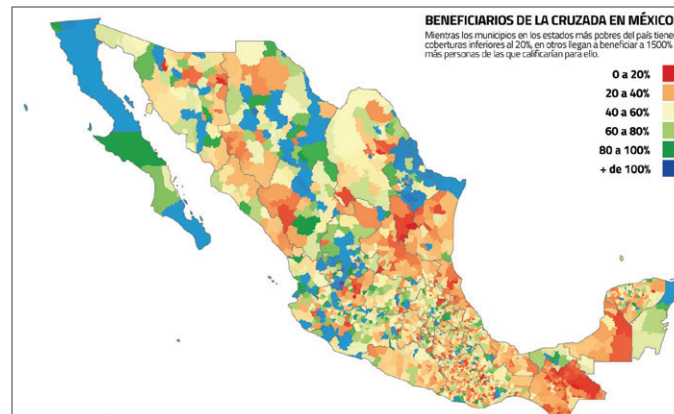 BENEFICIARIOS DE LA CRUZADA EN MÉXICO
Mientras los municipios en los estados más pobres del país tiene
coberturas inferiores al 20%, en otros llegan a beneficiar a 1500%
más personas de las que calificarían para ello.
0 a 20%
20 a 40%
40 a 60%
60 a 80%
80 a 100%
+ de 100%